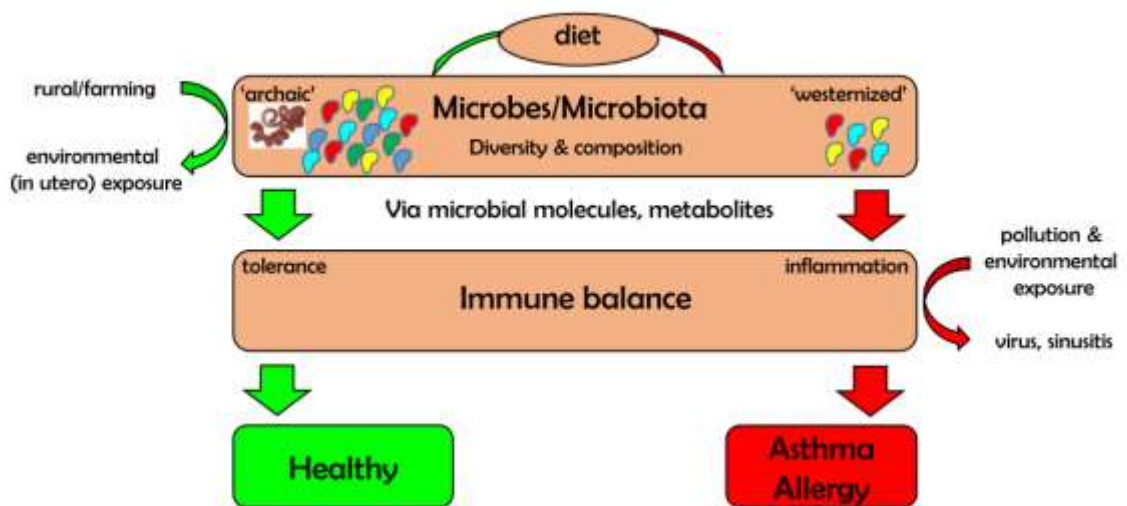 diet
rural/farming
environmental
(in utero) exposure
'archaic'
Microbes/Microbiota
'westernized'
Diversity & composition
Via microbial molecules, metabolites
tolerance
inflammation
Immune balance
pollution &
environmental
exposure
virus, sinusitis
Healthy
Asthma
Allergy